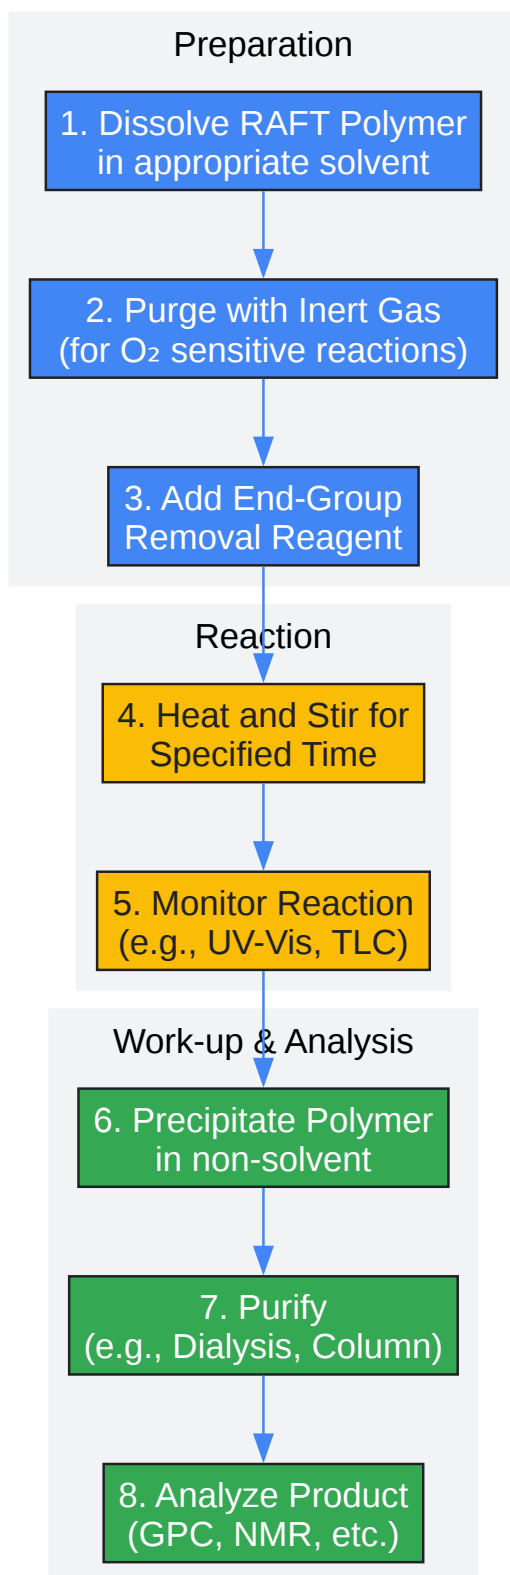 Preparation
1. Dissolve RAFT Polymer
in appropriate solvent
2. Purge with Inert Gas
(for O₂ sensitive reactions)
3. Add End-Group
Removal Reagent
Reaction
4. Heat and Stir for
Specified Time
5. Monitor Reaction
(e.g., UV-Vis, TLC)
Work-up & Analysis
6. Precipitate Polymer
in non-solvent
7. Purify
(e.g., Dialysis, Column)
8. Analyze Product
(GPC, NMR, etc.)